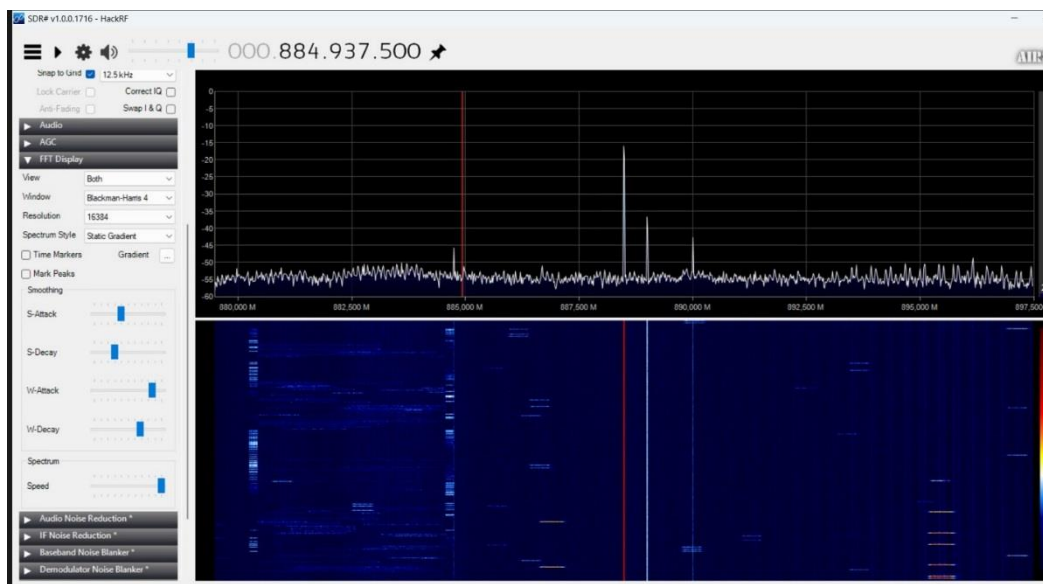 SDR# v1.0.0.1716 - HackRF
000.884.937.500
AIR
Snap to Grid 12.5 kHz
Lock Carrier Correct IQ
Anti-Fading Swap I & Q
Audio
AGC
FFT Display
View Both
Window Blackman-Harris 4
Resolution 16384
Spectrum Style Static Gradient
Time Markers Gradient ...
Mark Peaks
Smoothing
S-Attack
S-Decay
W-Attack
W-Decay
Spectrum
Speed
Audio Noise Reduction *
IF Noise Reduction *
Baseband Noise Blanker *
Demodulator Noise Blanker *
0
-5
-10
-15
-20
-25
-30
-35
-40
-45
-50
-55
-60
880,000 M 882,500 M 885,000 M 887,500 M 890,000 M 892,500 M 895,000 M 897,500